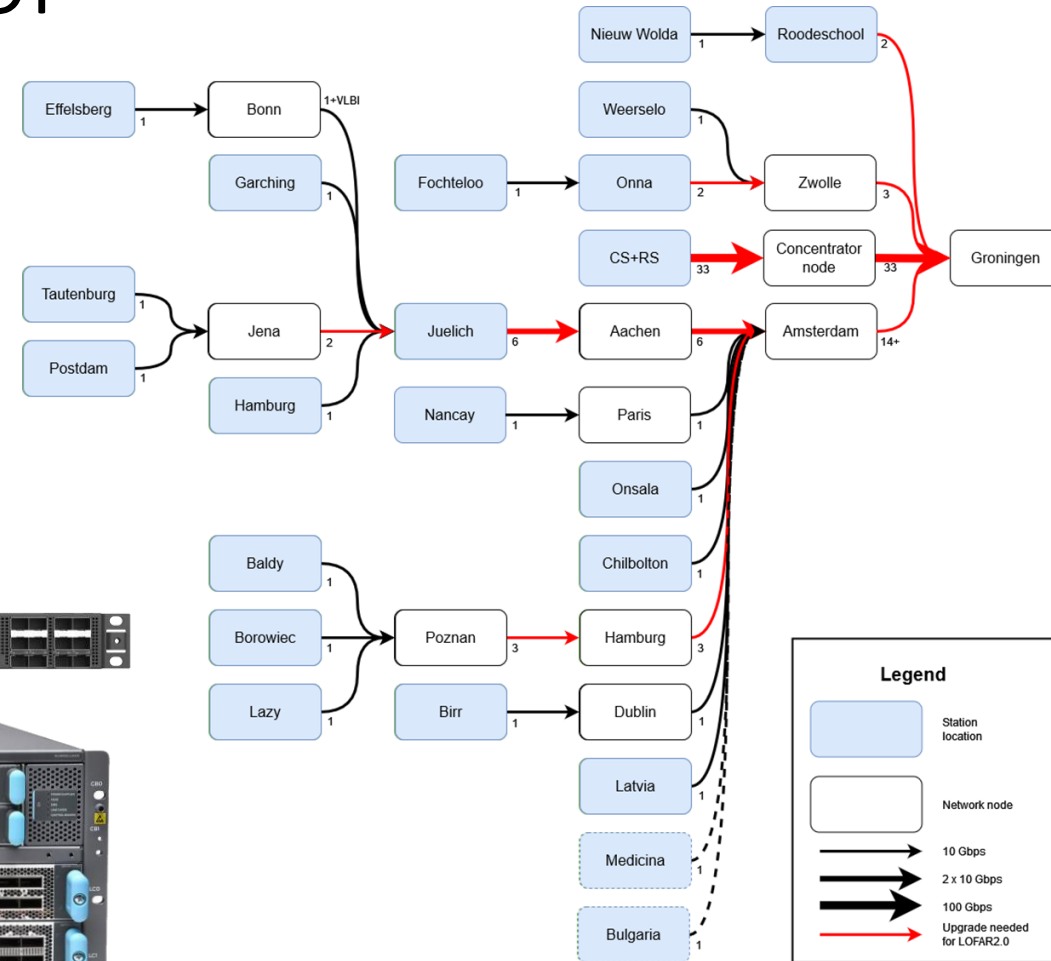 Nieuw Wolda
1
Roodeschool
2
Effelsberg
1
Bonn
1+VLBI
Weerselo
1
Garching
1
Fochteloo
1
Onna
2
Zwolle
3
CS+RS
33
Concentrator
node
33
Groningen
Tautenburg
1
Jena
2
Juelich
6
Aachen
6
Amsterdam
14+
Postdam
1
Hamburg
1
Nancay
1
Paris
1
Onsala
1
Baldy
1
Chilbolton
1
Borowiec
1
Poznan
3
Hamburg
3
Lazy
1
Birr
1
Dublin
1
Latvia
1
Medicina
1
Bulgaria
1
Legend
Station
location
Network node
10 Gbps
2 x 10 Gbps
100 Gbps
Upgrade needed
for LOFAR2.0
CBD
CBI
LC0
LC1